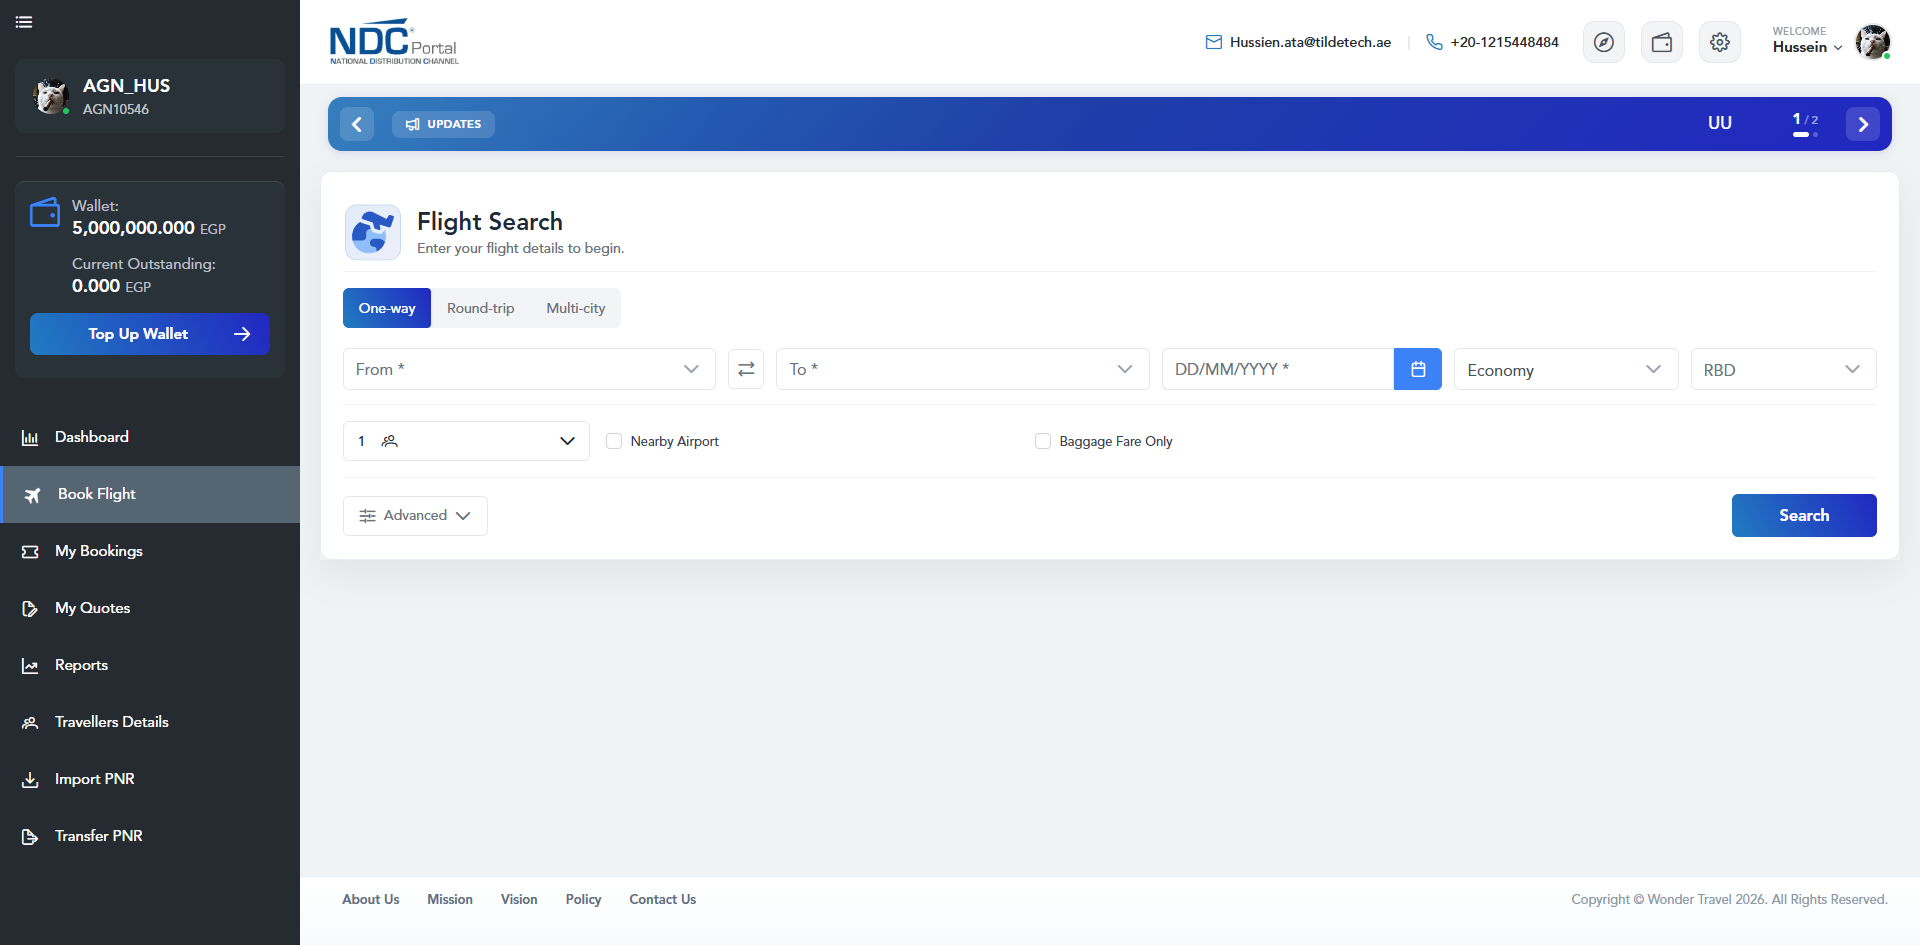 AGN_HUS
AGN10546
Wallet:
5,000,000.000 EGP
Current Outstanding:
0.000 EGP
Top Up Wallet
Dashboard
Book Flight
My Bookings
My Quotes
Reports
Travellers Details
Import PNR
Transfer PNR
NDC Portal
NATIONAL DISTRIBUTION CHANNEL
Hussien.ata@tildetech.ae
+20-1215448484
WELCOME
Hussein
UPDATES
UU
1 / 2
Flight Search
Enter your flight details to begin.
One-way Round-trip Multi-city
From * To * DD/MM/YYYY * Economy RBD
1 Nearby Airport Baggage Fare Only
Advanced Search
About Us Mission Vision Policy Contact Us
Copyright © Wonder Travel 2026. All Rights Reserved.